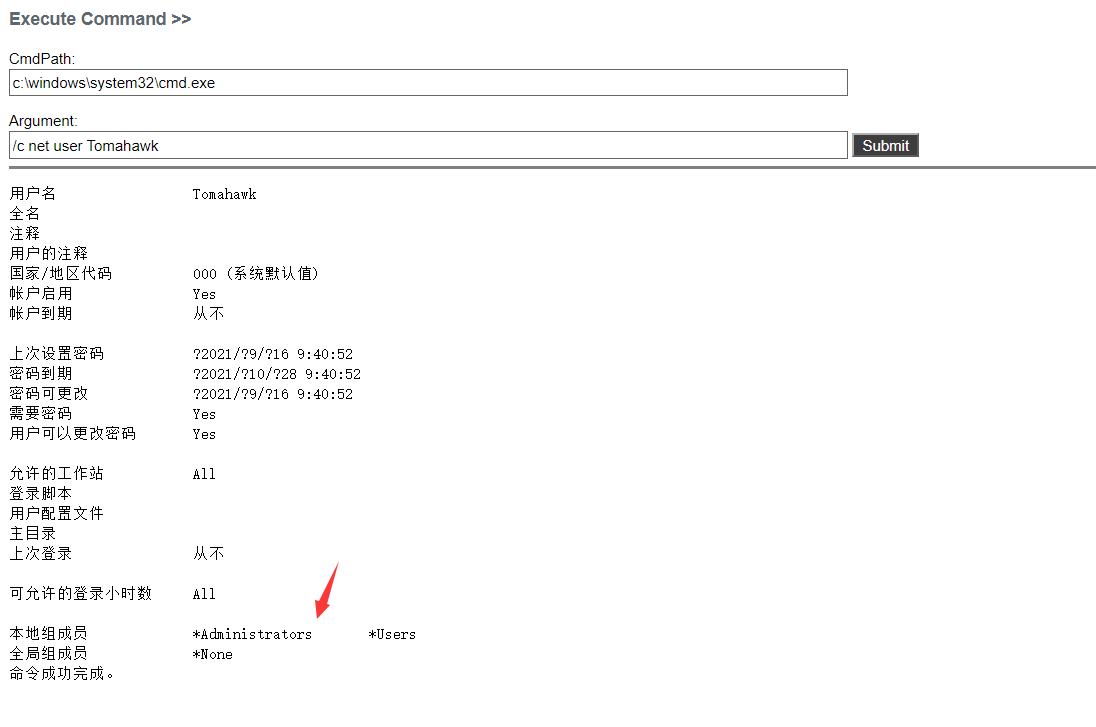 Execute Command >>
CmdPath:
c:\windows\system32\cmd.exe
Argument:
/c net user Tomahawk Submit
用户名 Tomahawk
全名
注释
用户的注释
国家/地区代码 000 (系统默认值)
帐户启用 Yes
帐户到期 从不
上次设置密码 ?2021/?9/?16 9:40:52
密码到期 ?2021/?10/?28 9:40:52
密码可更改 ?2021/?9/?16 9:40:52
需要密码 Yes
用户可以更改密码 Yes
允许的工作站 All
登录脚本
用户配置文件
主目录
上次登录 从不
可允许的登录小时数 All
本地组成员 *Administrators *Users
全局组成员 *None
命令成功完成。